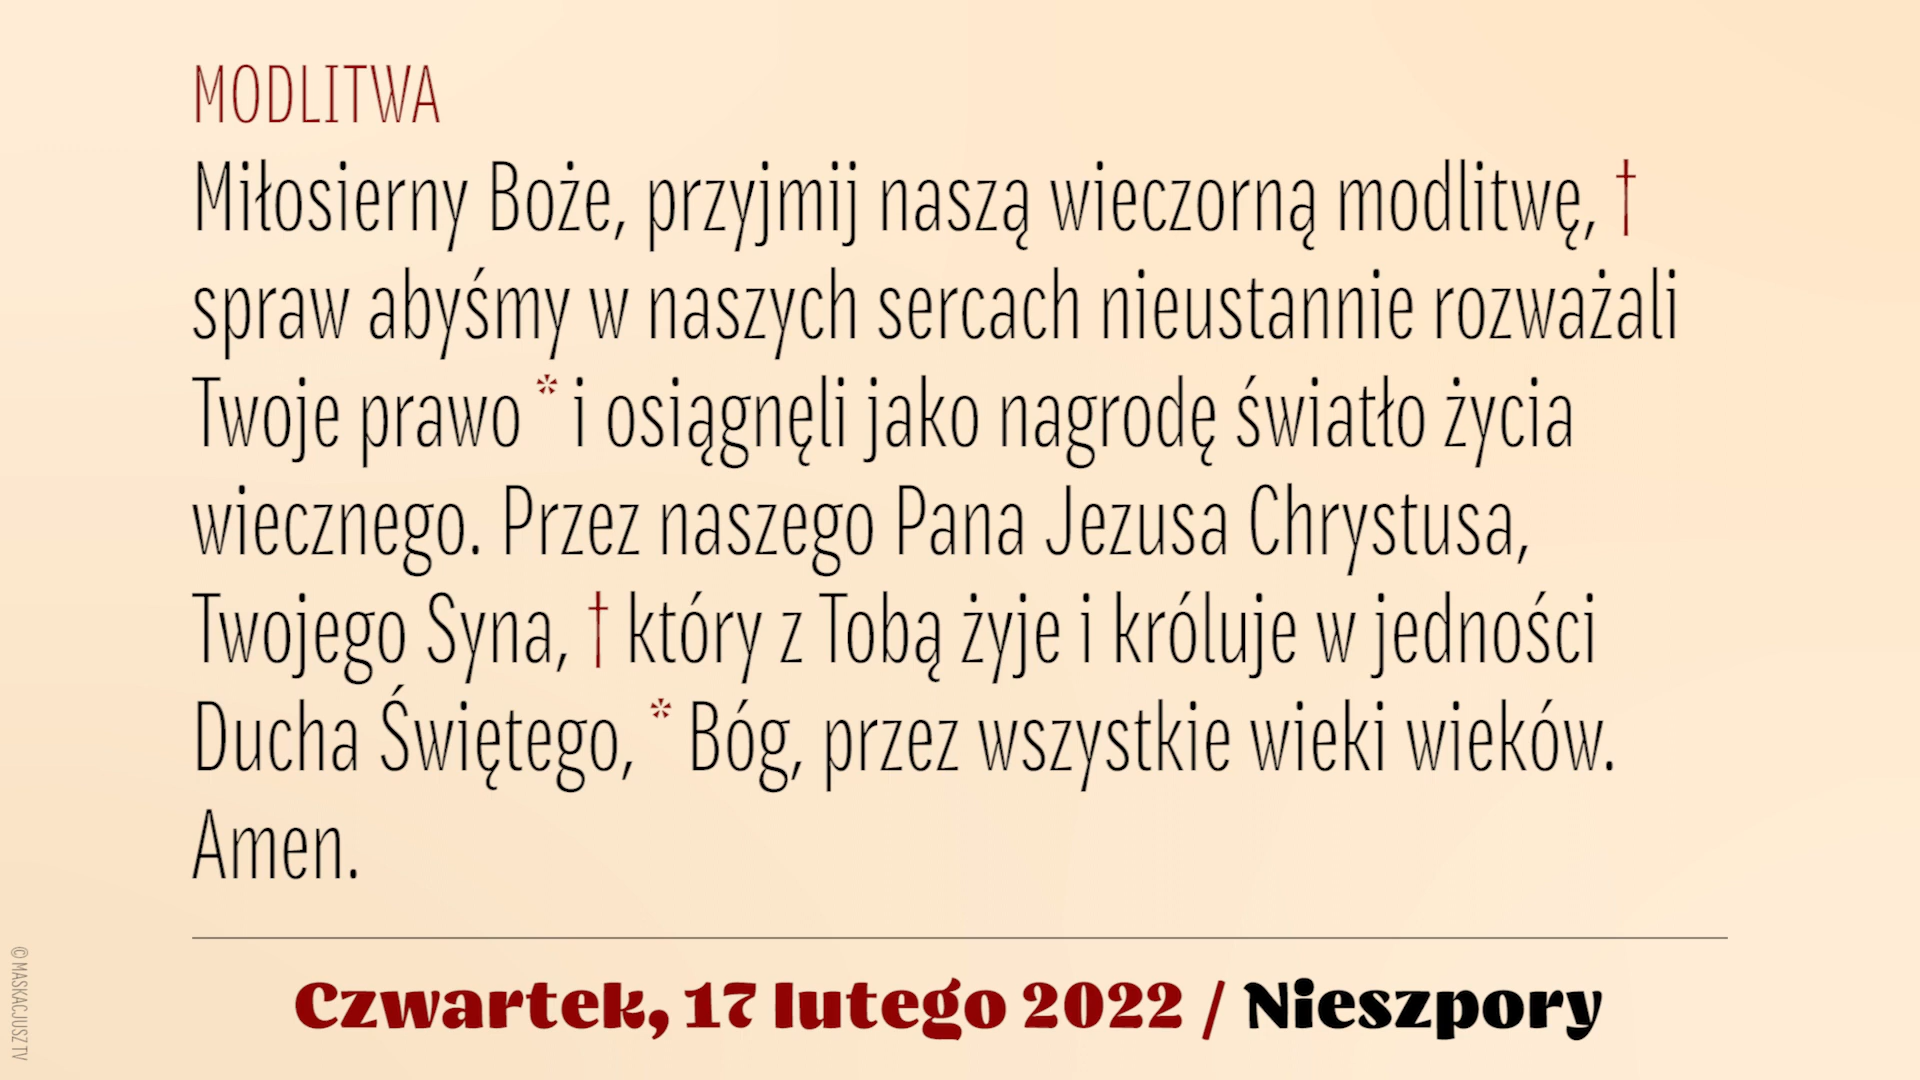 MODLITWA
Miłosierny Boże, przyjmij naszą wieczorną modlitwę, †
spraw abyśmy w naszych sercach nieustannie rozważali
Twoje prawo * i osiągnęli jako nagrodę światło życia
wiecznego. Przez naszego Pana Jezusa Chrystusa,
Twojego Syna, † który z Tobą żyje i króluje w jedności
Ducha Świętego, * Bóg, przez wszystkie wieki wieków.
Amen.
Czwartek, 17 lutego 2022 / Nieszpory
© MASKACJUSZ TV